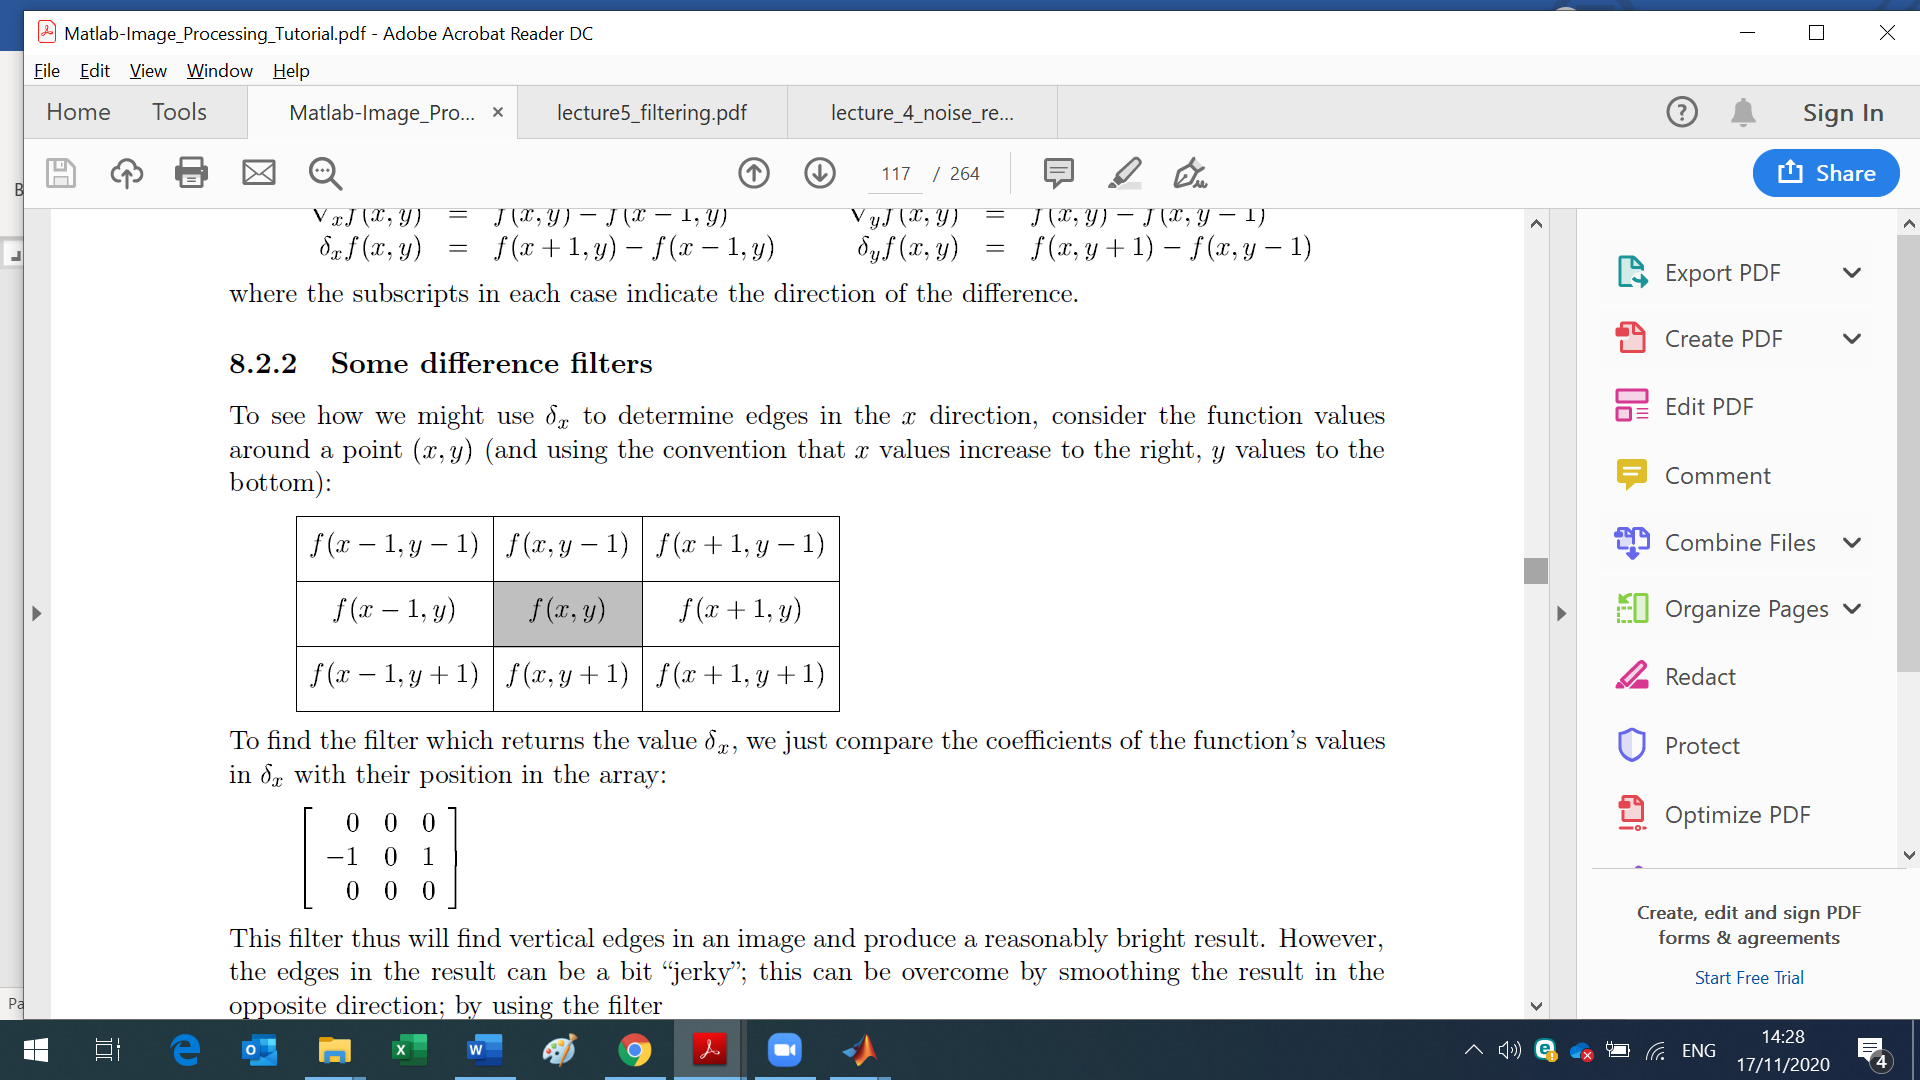 Matlab-Image_Processing_Tutorial.pdf - Adobe Acrobat Reader DC
File Edit View Window Help
Home Tools Matlab-Image_Pro... × lecture5_filtering.pdf lecture_4_noise_re... Sign In
117 / 264 Share
∇xf(x, y) = f(x, y) − f(x − 1, y) ∇yf(x, y) = f(x, y) − f(x, y − 1)
δxf(x, y) = f(x + 1, y) − f(x − 1, y) δyf(x, y) = f(x, y + 1) − f(x, y − 1)
where the subscripts in each case indicate the direction of the difference.
8.2.2 Some difference filters
To see how we might use δx to determine edges in the x direction, consider the function values
around a point (x, y) (and using the convention that x values increase to the right, y values to the
bottom):
f(x − 1, y − 1) f(x, y − 1) f(x + 1, y − 1)
f(x − 1, y) f(x, y) f(x + 1, y)
f(x − 1, y + 1) f(x, y + 1) f(x + 1, y + 1)
To find the filter which returns the value δx, we just compare the coefficients of the function's values
in δx with their position in the array:
0 0 0
−1 0 1
0 0 0
This filter thus will find vertical edges in an image and produce a reasonably bright result. However,
the edges in the result can be a bit "jerky"; this can be overcome by smoothing the result in the
opposite direction; by using the filter
Export PDF
Create PDF
Edit PDF
Comment
Combine Files
Organize Pages
Redact
Protect
Optimize PDF
Create, edit and sign PDF
forms & agreements
Start Free Trial
B
Pa
ENG
14:28
17/11/2020
4